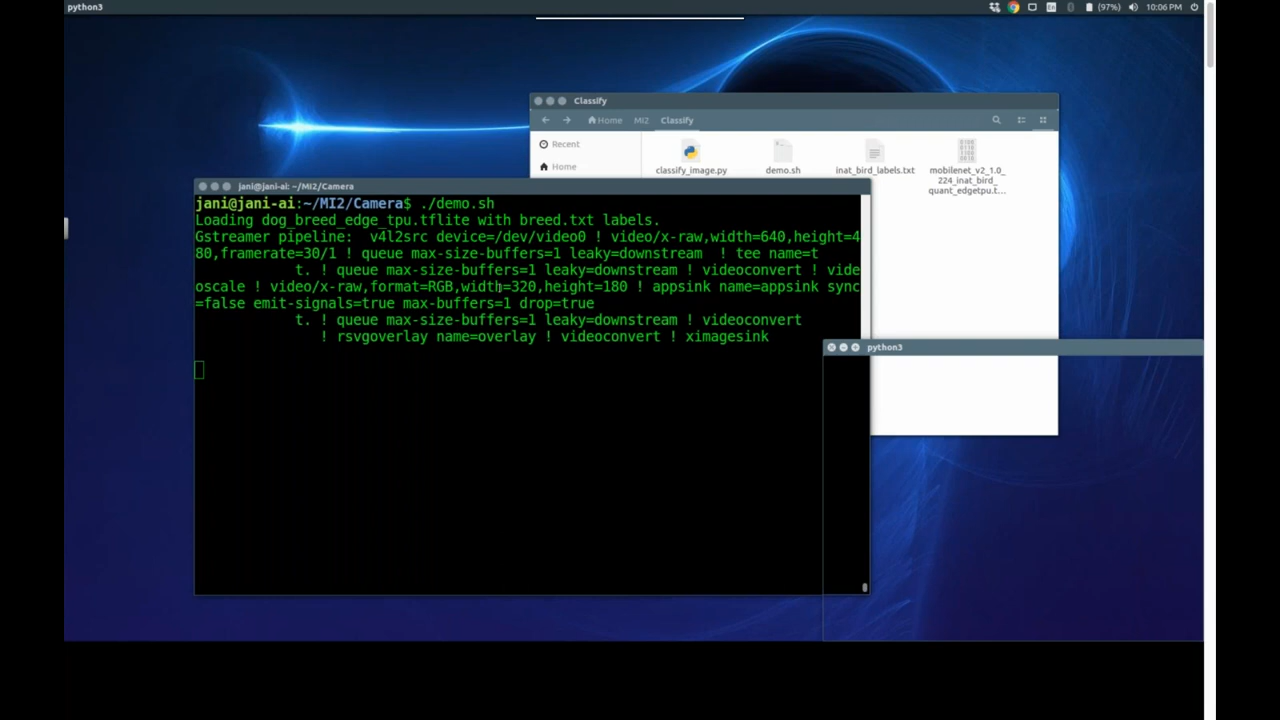 python3
En
(97%)
10:06 PM
Classify
Home
MI2
Classify
Recent
Home
classify_image.py
demo.sh
inat_bird_labels.txt
mobilenet_v2_1.0_
224_inat_bird_
quant_edgetpu.t...
jani@jani-ai: ~/MI2/Camera
jani@jani-ai:~/MI2/Camera$ ./demo.sh
Loading dog_breed_edge_tpu.tflite with breed.txt labels.
Gstreamer pipeline:  v4l2src device=/dev/video0 ! video/x-raw,width=640,height=4
80,framerate=30/1 ! queue max-size-buffers=1 leaky=downstream  ! tee name=t
t. ! queue max-size-buffers=1 leaky=downstream ! videoconvert ! vide
oscale ! video/x-raw,format=RGB,width=320,height=180 ! appsink name=appsink sync
=false emit-signals=true max-buffers=1 drop=true
t. ! queue max-size-buffers=1 leaky=downstream ! videoconvert
! rsvgoverlay name=overlay ! videoconvert ! ximagesink
python3